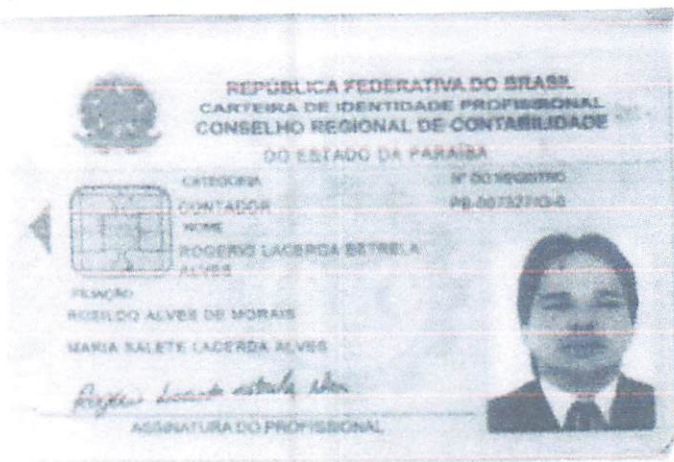 REPÚBLICA FEDERATIVA DO BRASIL
CARTEIRA DE IDENTIDADE PROFISSIONAL
CONSELHO REGIONAL DE CONTABILIDADE
DO ESTADO DA PARAÍBA
CATEGORIA Nº DO REGISTRO
CONTADOR
NOME
ROGERIO LACERDA ESTRELA
ALVES
FILIAÇÃO
ALVES DE MORAIS
MARIA SALETE LACERDA ALVES
ASSINATURA DO PROFISSIONAL